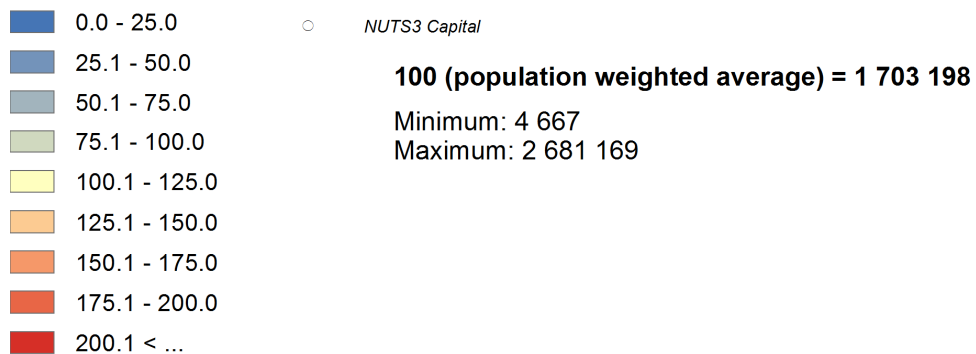 0.0 - 25.0
25.1 - 50.0
50.1 - 75.0
75.1 - 100.0
100.1 - 125.0
125.1 - 150.0
150.1 - 175.0
175.1 - 200.0
200.1 < ...
NUTS3 Capital
100 (population weighted average) = 1 703 198
Minimum: 4 667
Maximum: 2 681 169